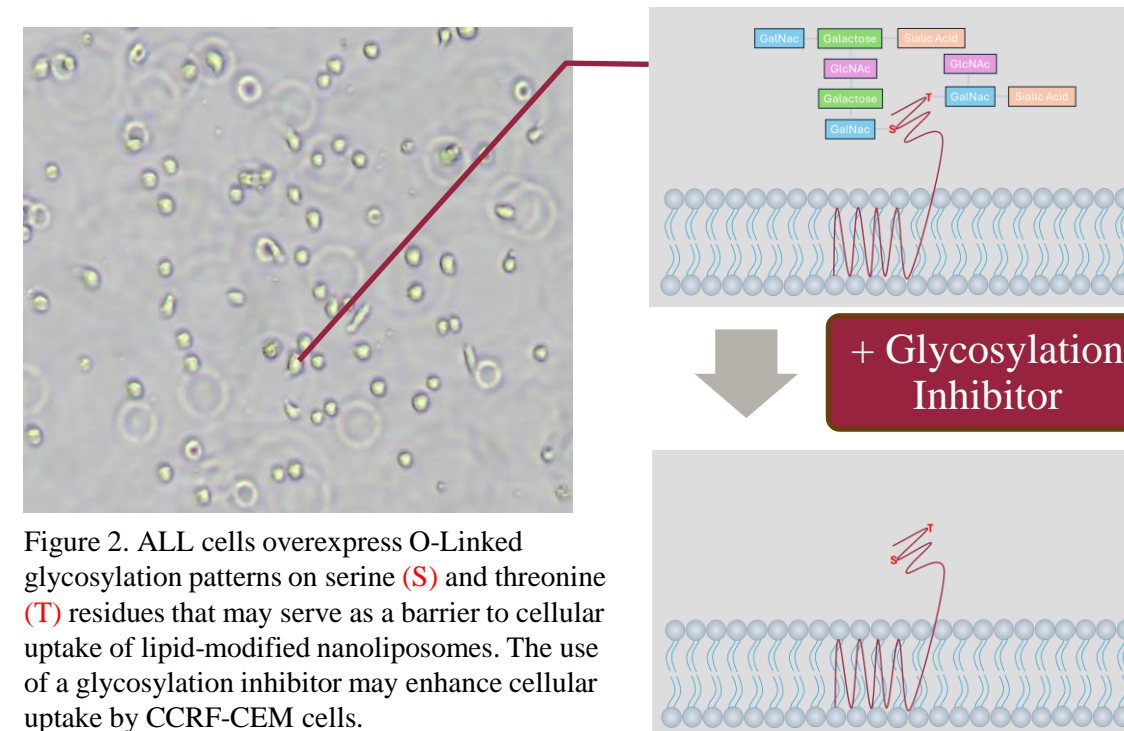 GalNac Galactose Sialic Acid
GlcNAc GlcNAc
Galactose T GalNac Sialic Acid
GalNac S
+ Glycosylation
Inhibitor
T
S
Figure 2. ALL cells overexpress O-Linked
glycosylation patterns on serine (S) and threonine
(T) residues that may serve as a barrier to cellular
uptake of lipid-modified nanoliposomes. The use
of a glycosylation inhibitor may enhance cellular
uptake by CCRF-CEM cells.